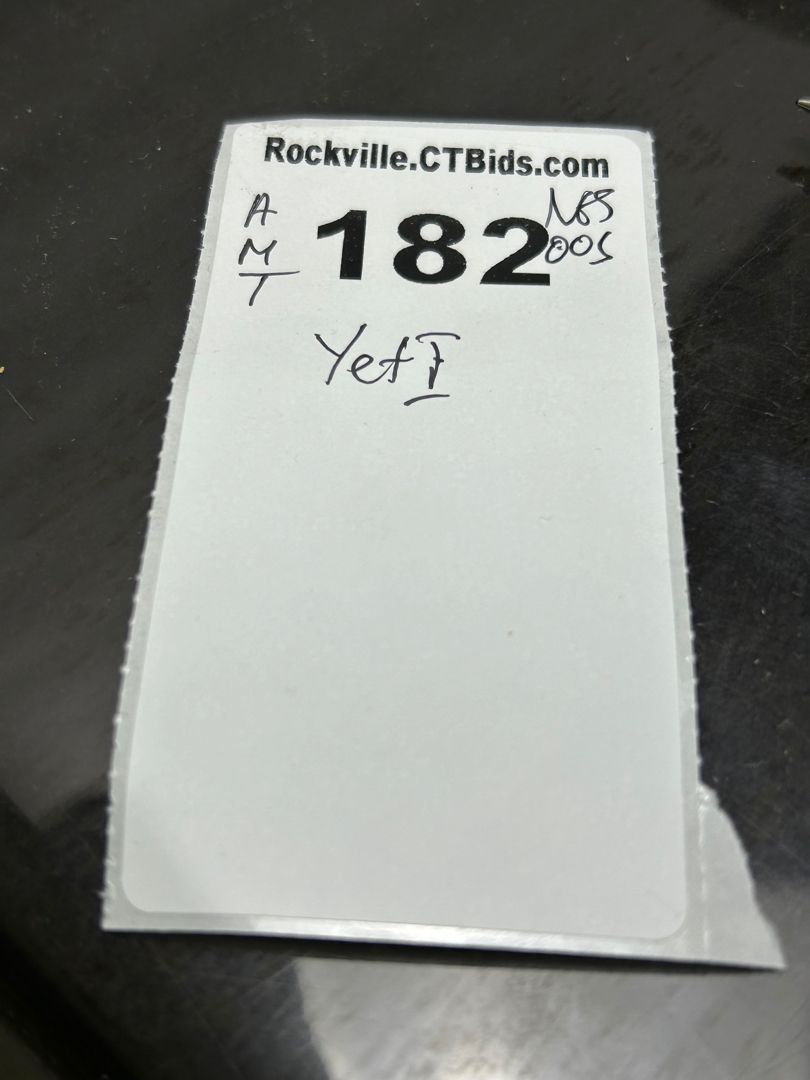 Rockville.CTBids.com
A
M
T
182
YetI